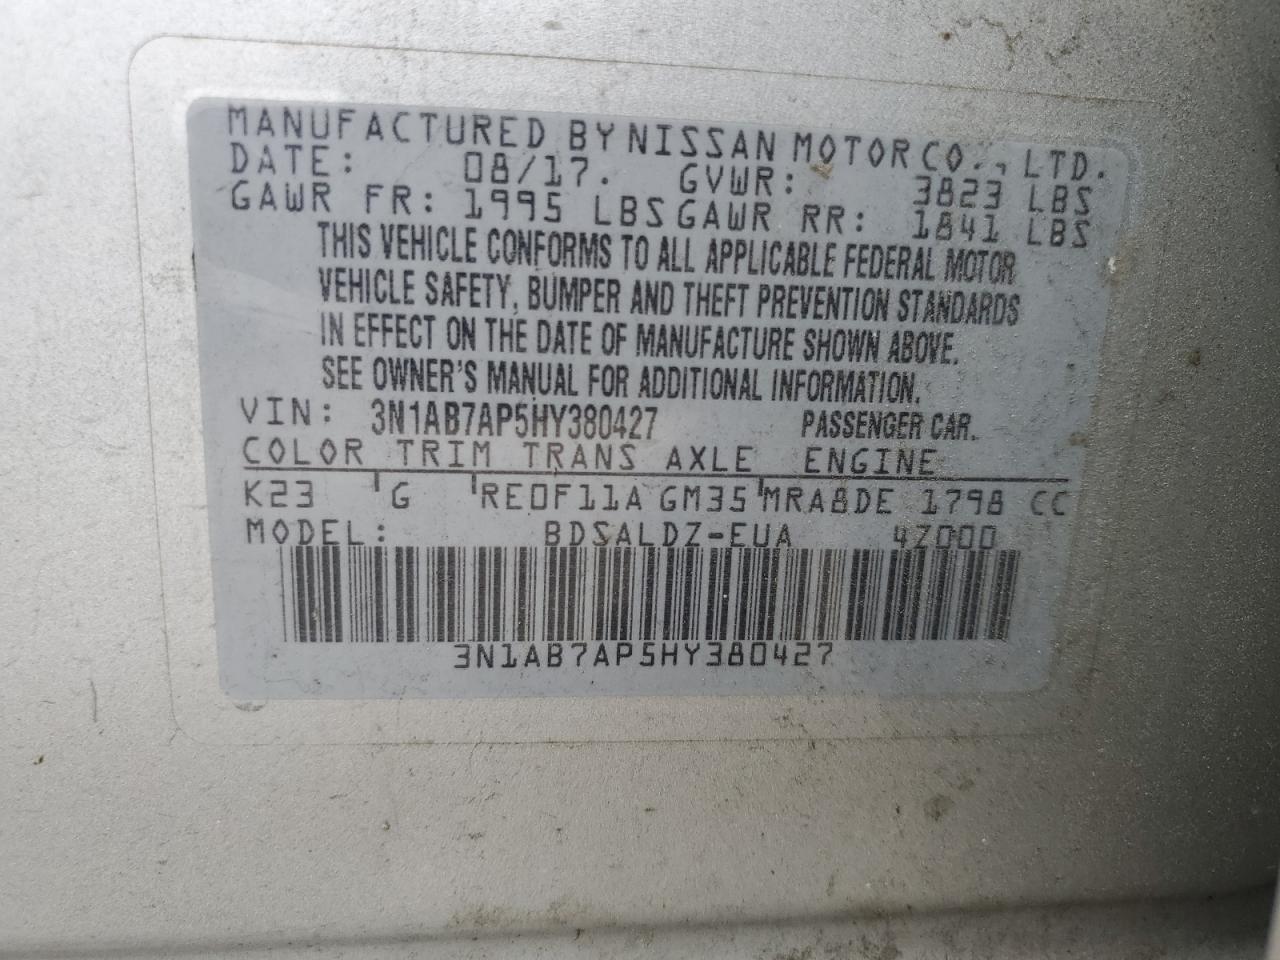 MANUFACTURED BY NISSAN MOTOR CO., LTD.
DATE: 08/17. GVWR: 3823 LBS
GAWR FR: 1995 LBS GAWR RR: 1841 LBS
THIS VEHICLE CONFORMS TO ALL APPLICABLE FEDERAL MOTOR
VEHICLE SAFETY, BUMPER AND THEFT PREVENTION STANDARDS
IN EFFECT ON THE DATE OF MANUFACTURE SHOWN ABOVE.
SEE OWNER'S MANUAL FOR ADDITIONAL INFORMATION.
VIN: 3N1AB7AP5HY380427 PASSENGER CAR.
COLOR TRIM TRANS AXLE ENGINE
K23 G RE0F11A GM35 MRA8DE 1798 CC
MODEL: BDSALDZ-EUA 4Z000
3N1AB7AP5HY380427